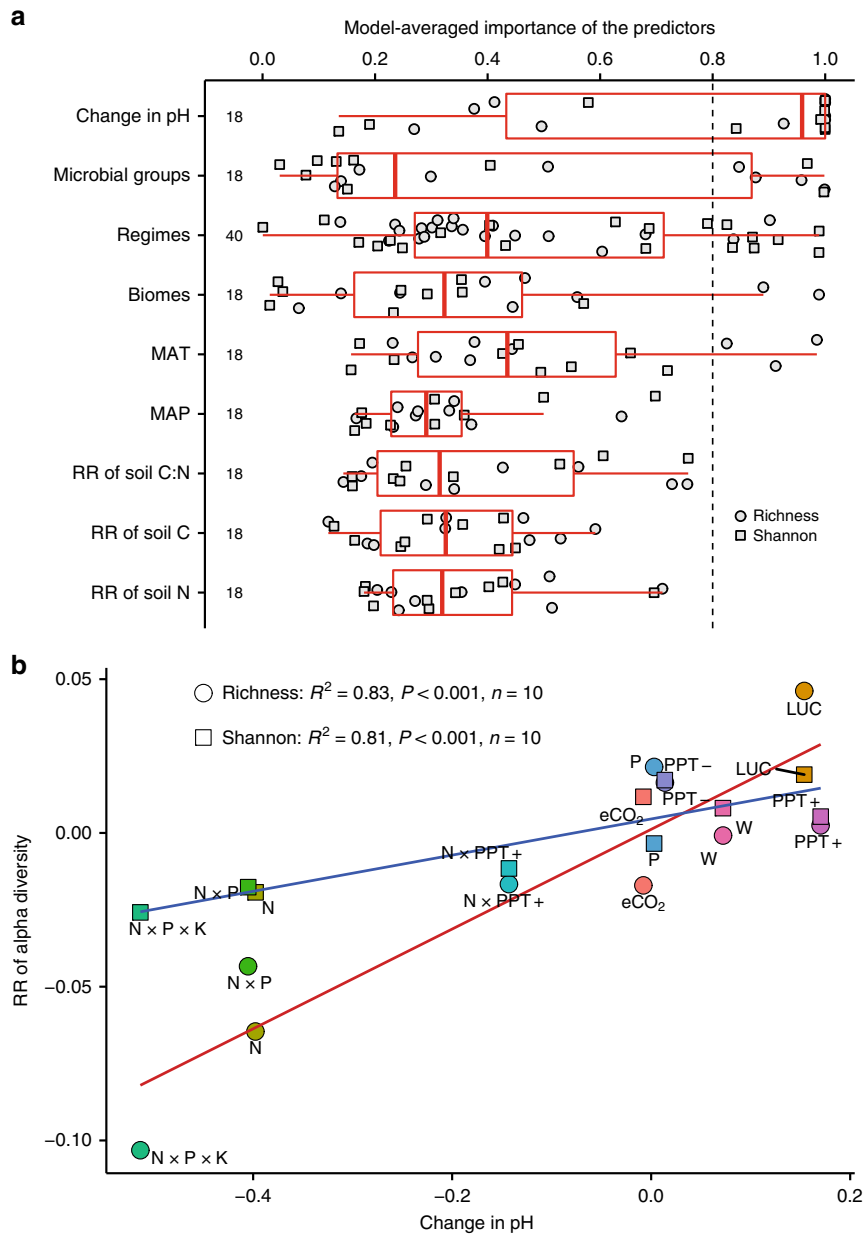 a
Model-averaged importance of the predictors
0.0 0.2 0.4 0.6 0.8 1.0
Change in pH 18
Microbial groups 18
Regimes 40
Biomes 18
MAT 18
MAP 18
RR of soil C:N 18
RR of soil C 18
RR of soil N 18
Richness
Shannon
b
RR of alpha diversity
0.05
0.00
−0.05
−0.10
Richness: R² = 0.83, P < 0.001, n = 10
Shannon: R² = 0.81, P < 0.001, n = 10
LUC
P PPT−
LUC
PPT−
PPT+
eCO₂
W
PPT+
N × PPT+
P
W
N × P
N
N × PPT+
eCO₂
N × P × K
N × P
N
N × P × K
−0.4 −0.2 0.0 0.2
Change in pH